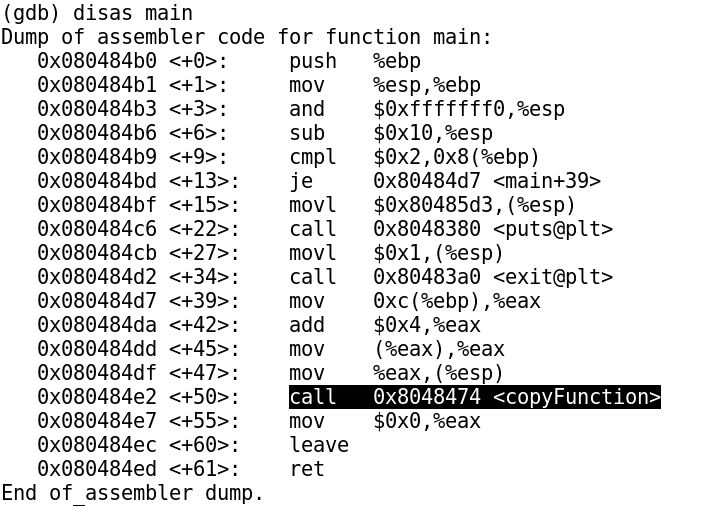 (gdb) disas main
Dump of assembler code for function main:
   0x080484b0 <+0>:     push   %ebp
   0x080484b1 <+1>:     mov    %esp,%ebp
   0x080484b3 <+3>:     and    $0xfffffff0,%esp
   0x080484b6 <+6>:     sub    $0x10,%esp
   0x080484b9 <+9>:     cmpl   $0x2,0x8(%ebp)
   0x080484bd <+13>:    je     0x80484d7 <main+39>
   0x080484bf <+15>:    movl   $0x80485d3,(%esp)
   0x080484c6 <+22>:    call   0x8048380 <puts@plt>
   0x080484cb <+27>:    movl   $0x1,(%esp)
   0x080484d2 <+34>:    call   0x80483a0 <exit@plt>
   0x080484d7 <+39>:    mov    0xc(%ebp),%eax
   0x080484da <+42>:    add    $0x4,%eax
   0x080484dd <+45>:    mov    (%eax),%eax
   0x080484df <+47>:    mov    %eax,(%esp)
   0x080484e2 <+50>:    call   0x8048474 <copyFunction>
   0x080484e7 <+55>:    mov    $0x0,%eax
   0x080484ec <+60>:    leave
   0x080484ed <+61>:    ret
End of assembler dump.